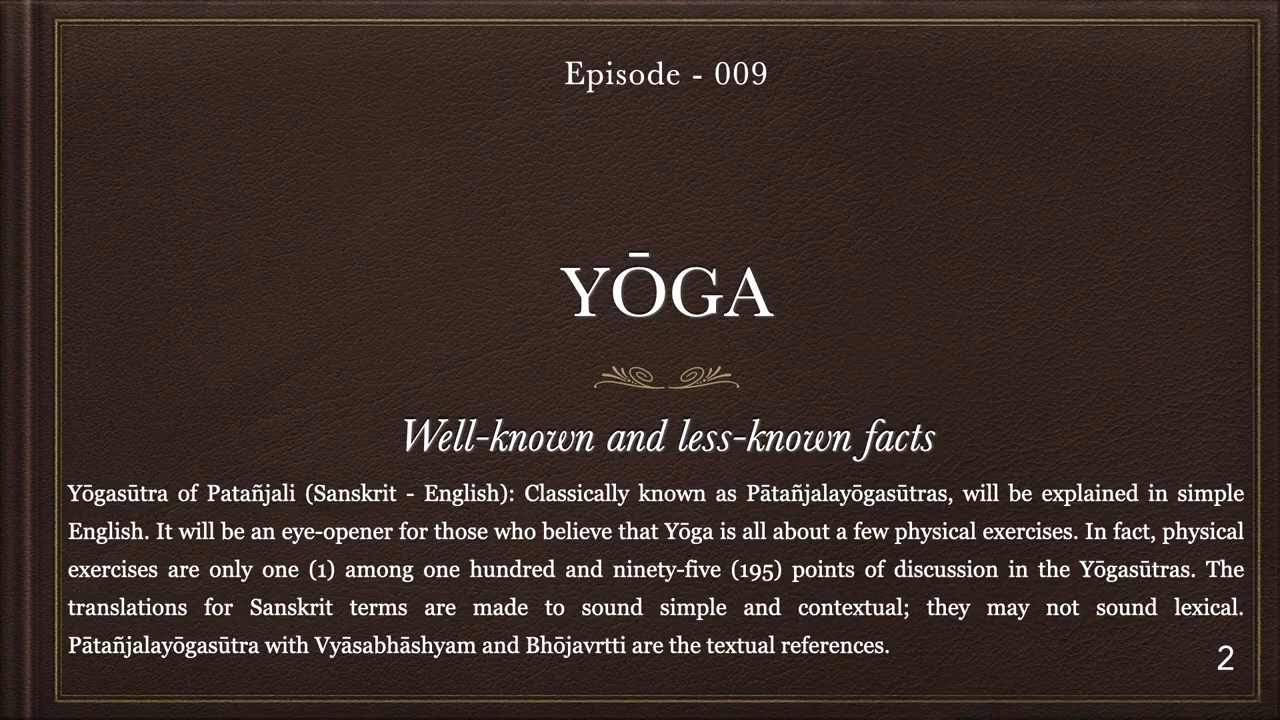 Episode - 009
YŌGA
Well-known and less-known facts
Yōgasūtra of Patañjali (Sanskrit - English): Classically known as Pātañjalayōgasūtras, will be explained in simple
English. It will be an eye-opener for those who believe that Yōga is all about a few physical exercises. In fact, physical
exercises are only one (1) among one hundred and ninety-five (195) points of discussion in the Yōgasūtras. The
translations for Sanskrit terms are made to sound simple and contextual; they may not sound lexical.
Pātañjalayōgasūtra with Vyāsabhāshyam and Bhōjavrtti are the textual references.
2